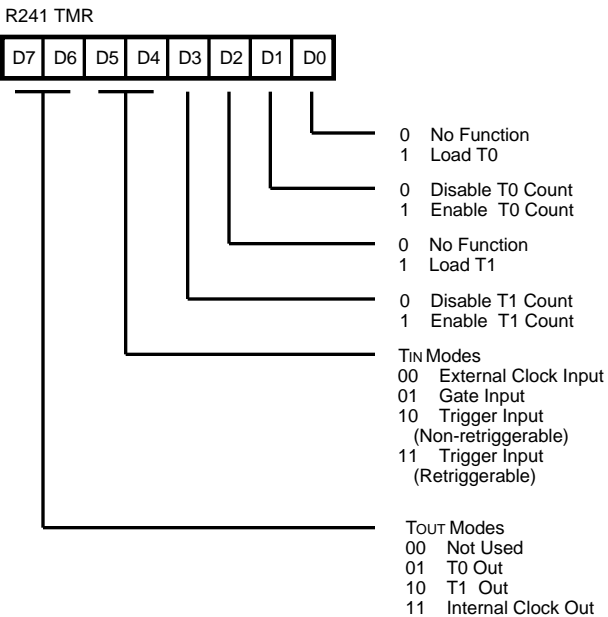 R241 TMR
D7 D6 D5 D4 D3 D2 D1 D0
0 No Function
1 Load T0
0 Disable T0 Count
1 Enable T0 Count
0 No Function
1 Load T1
0 Disable T1 Count
1 Enable T1 Count
TIN Modes
00 External Clock Input
01 Gate Input
10 Trigger Input
(Non-retriggerable)
11 Trigger Input
(Retriggerable)
TOUT Modes
00 Not Used
01 T0 Out
10 T1 Out
11 Internal Clock Out